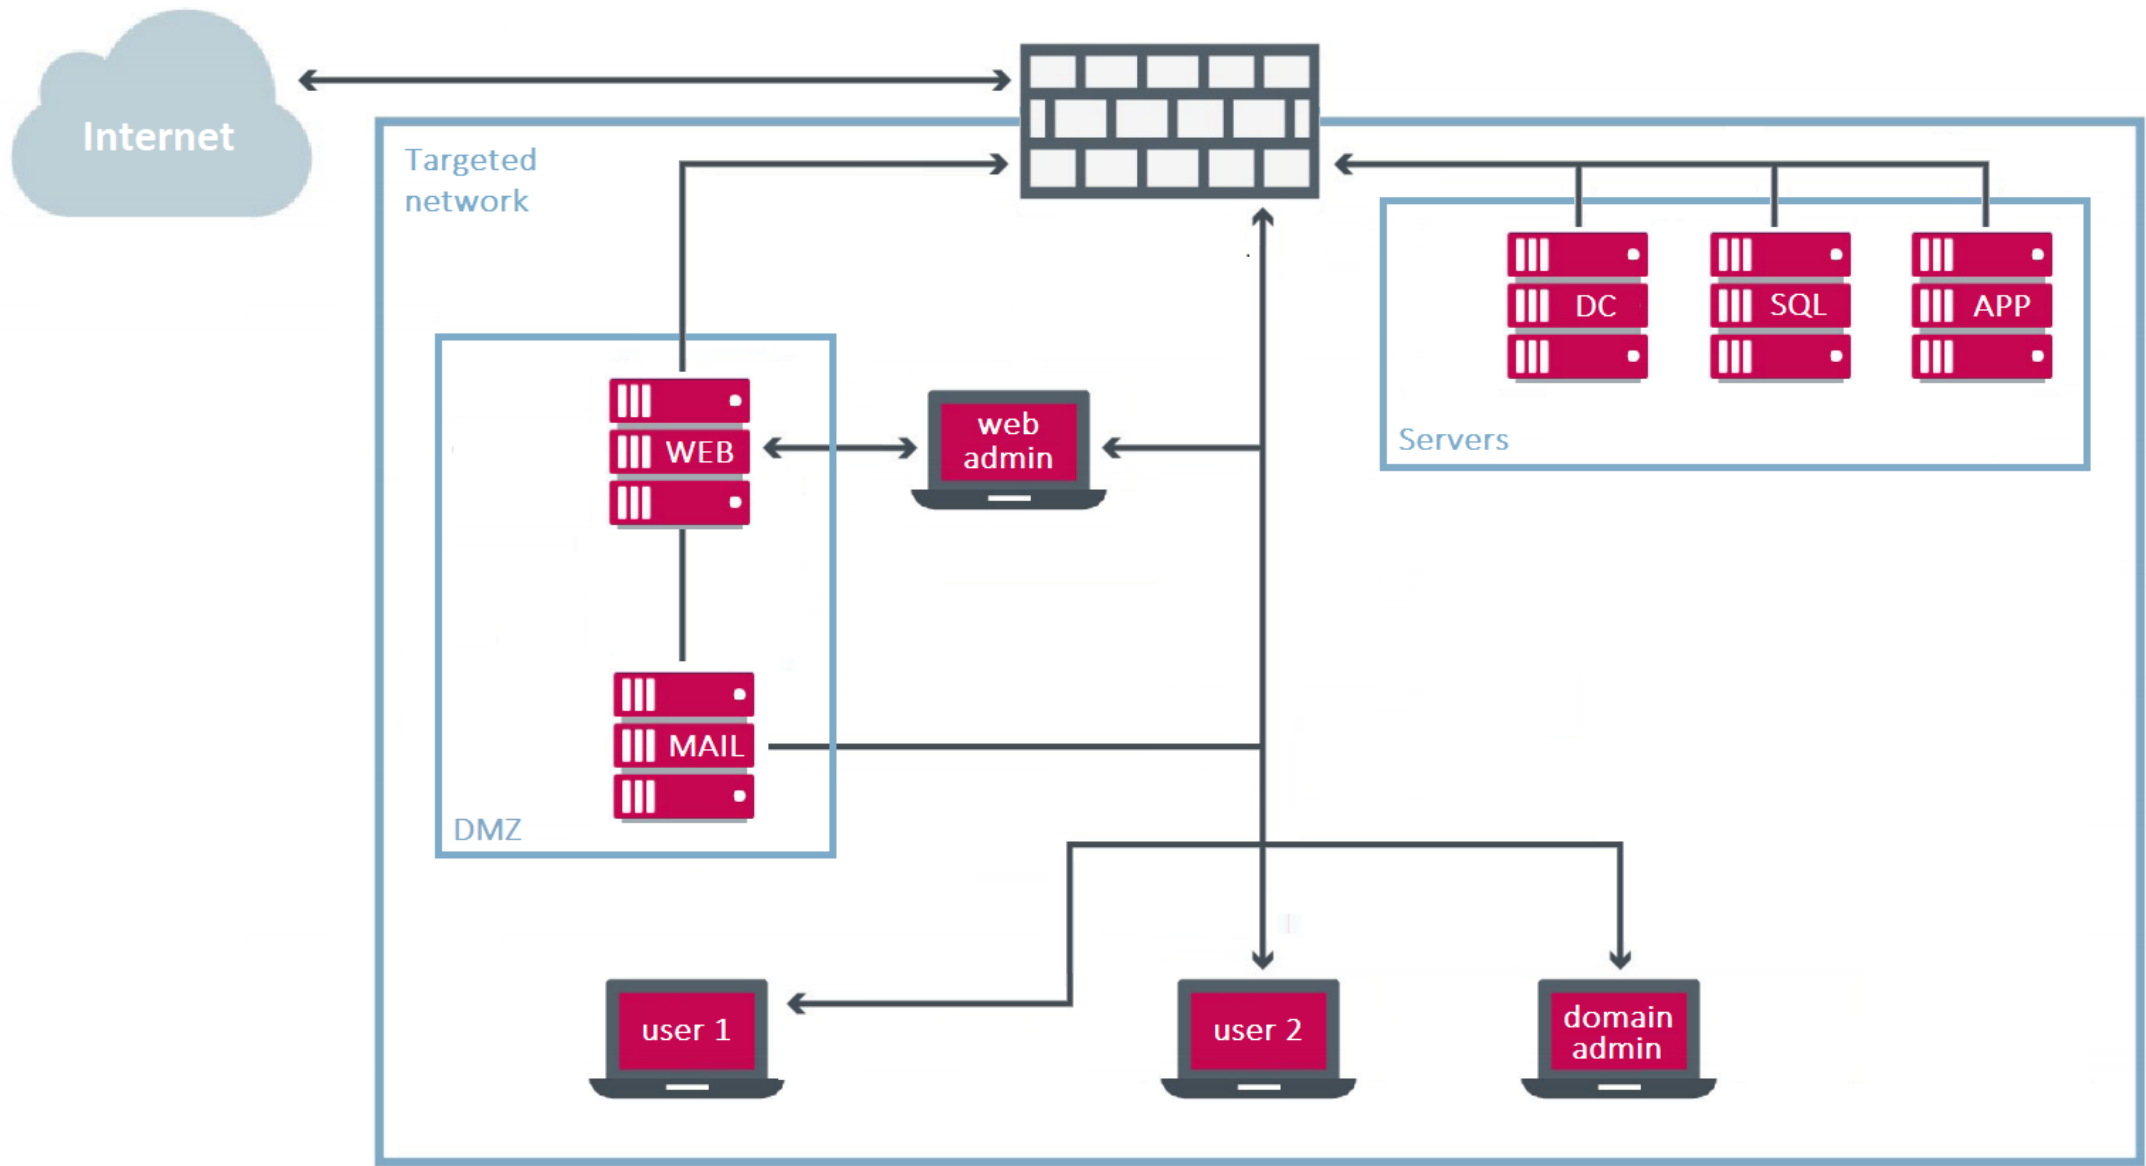 Internet
Targeted
network
DC
SQL
APP
Servers
WEB
web
admin
MAIL
DMZ
user 1
user 2
domain
admin